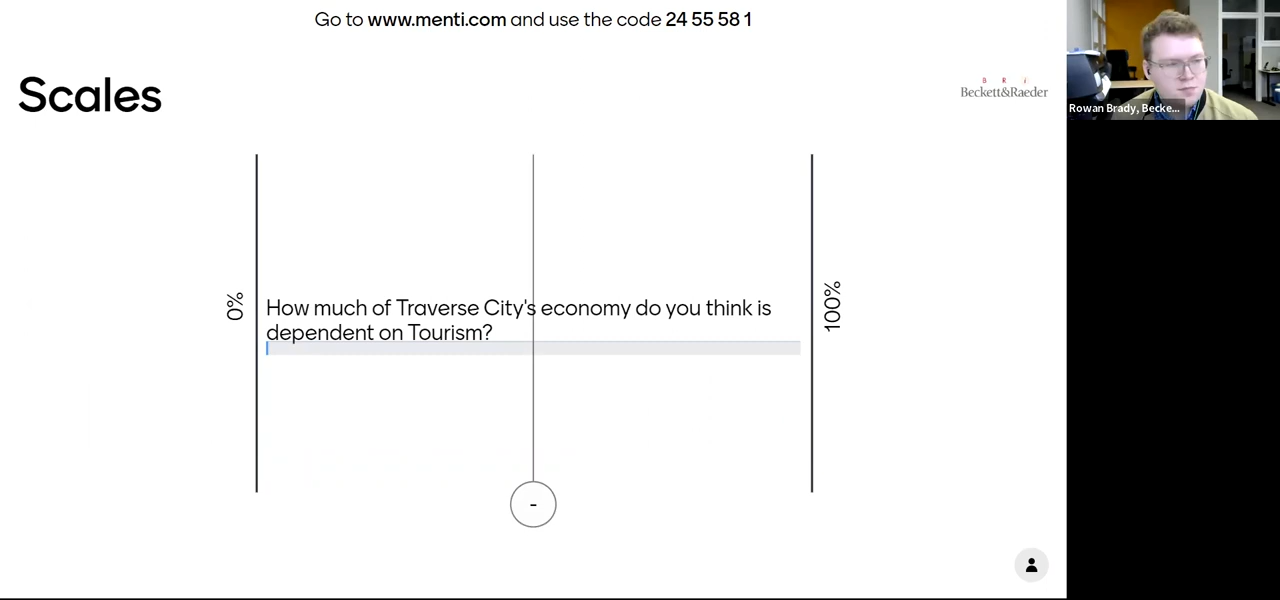 Go to www.menti.com and use the code 24 55 58 1
Scales
B R i
Beckett&Raeder
Rowan Brady, Becke...
0%
How much of Traverse City's economy do you think is
dependent on Tourism?
100%
-